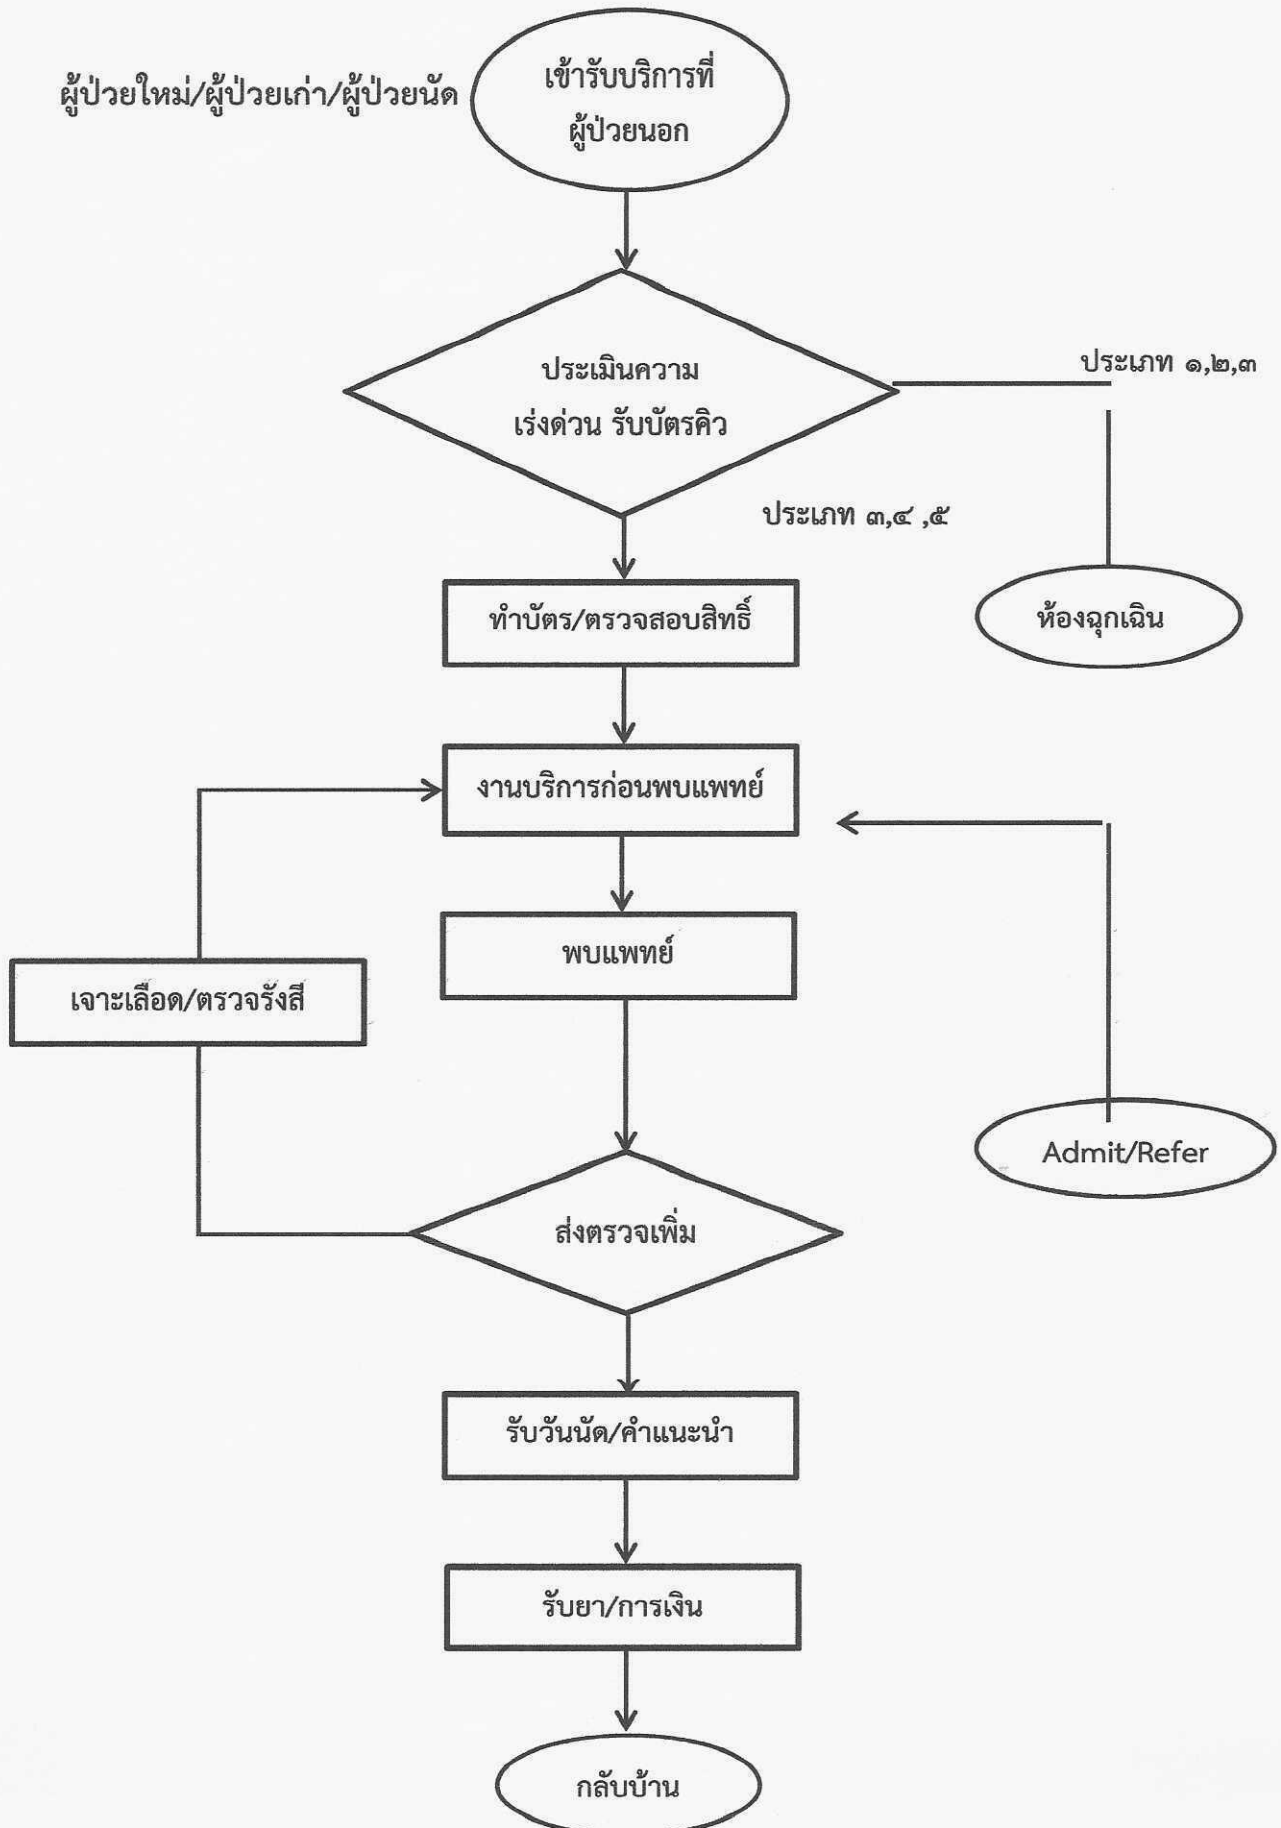 ผู้ป่วยใหม่/ผู้ป่วยเก่า/ผู้ป่วยนัด
เข้ารับบริการที่
ผู้ป่วยนอก
ประเมินความ
เร่งด่วน รับบัตรคิว
ประเภท ๑,๒,๓
ประเภท ๓,๔ ,๕
ทำบัตร/ตรวจสอบสิทธิ์
ห้องฉุกเฉิน
งานบริการก่อนพบแพทย์
พบแพทย์
เจาะเลือด/ตรวจรังสี
Admit/Refer
ส่งตรวจเพิ่ม
รับวันนัด/คำแนะนำ
รับยา/การเงิน
กลับบ้าน